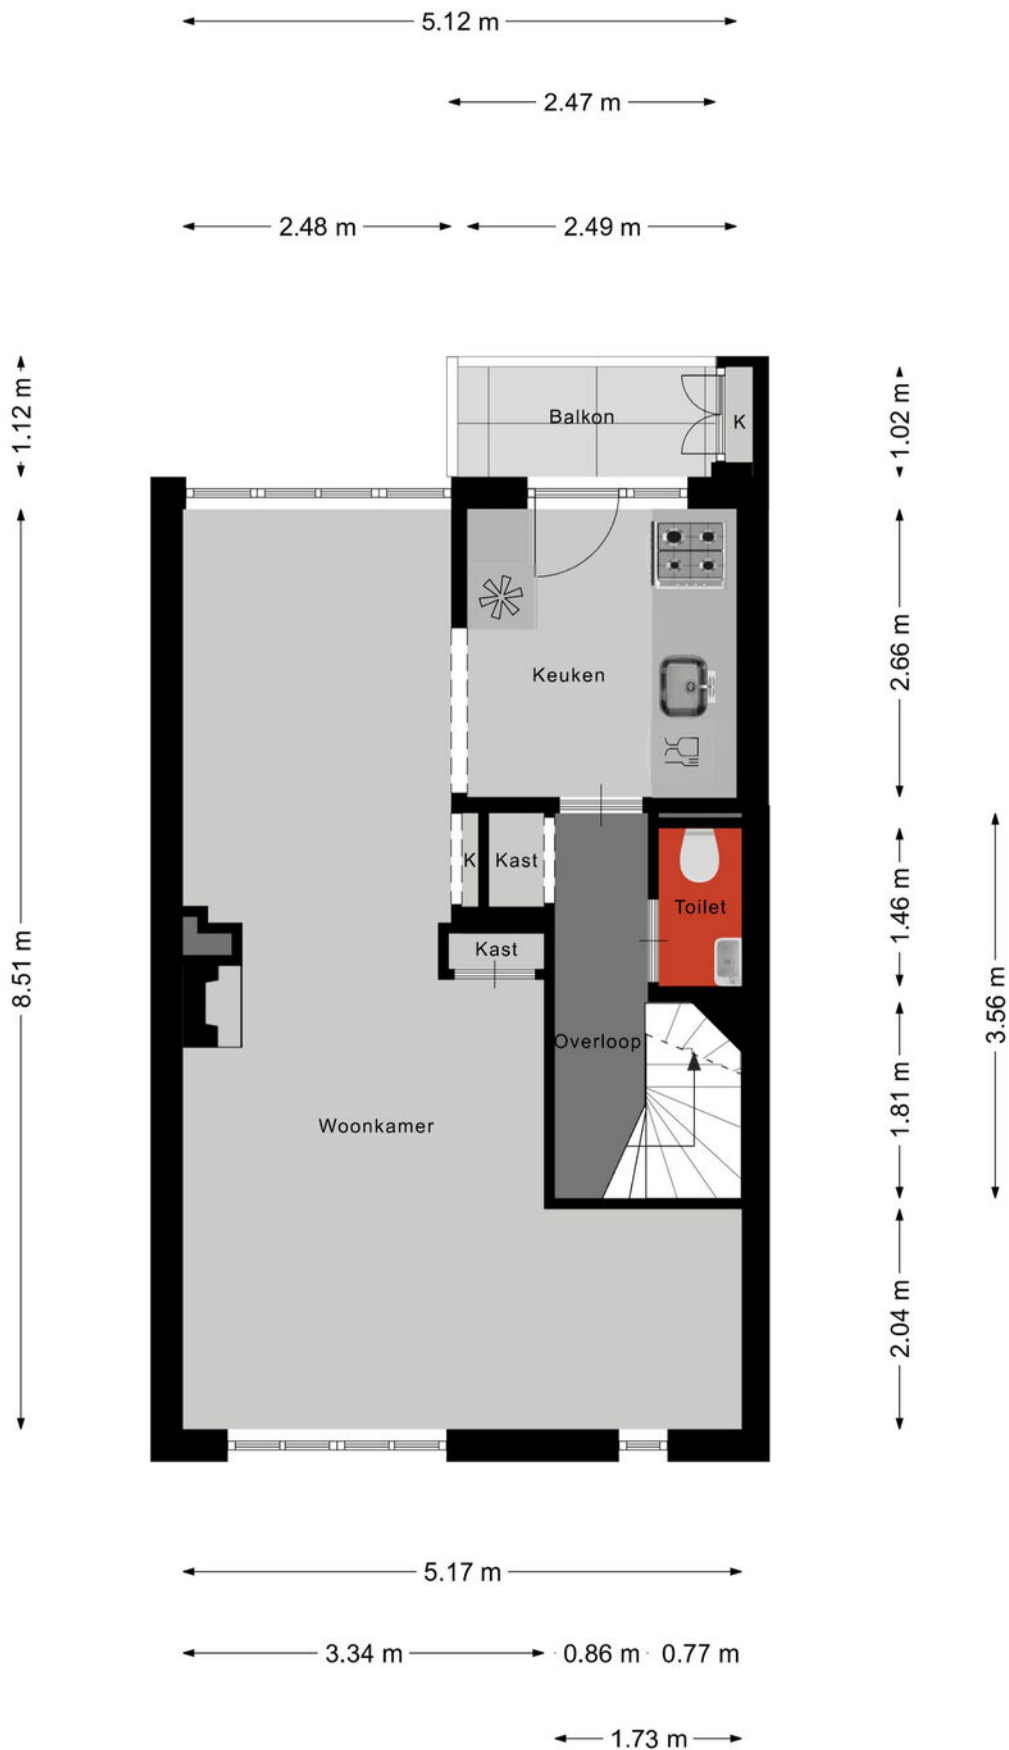 5.12 m
2.47 m
2.48 m
2.49 m
1.12 m
1.02 m
Balkon
K
2.66 m
Keuken
K
Kast
1.46 m
Toilet
Kast
8.51 m
3.56 m
Overloop
1.81 m
Woonkamer
2.04 m
5.17 m
3.34 m
0.86 m
0.77 m
1.73 m